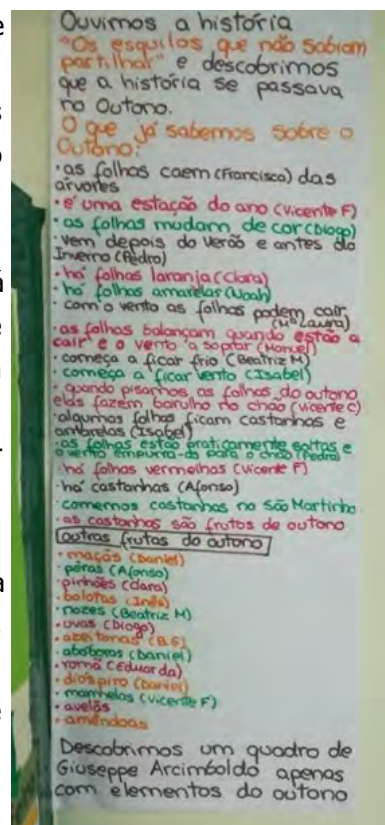 Ouvimos a história
"Os esquilos que não sabiam
partilhar" e descobrimos
que a história se passava
no Outono.
O que já sabemos sobre o
Outono:
·as folhas caem (Francisca) das
árvores
·é uma estação do ano (Vicente F)
·as folhas mudam de cor (Diogo)
·vem depois do Verão e antes do
Inverno (Pedro)
·há folhas laranja (Clara)
·há folhas amarelas (Noah)
·com o vento as folhas podem cair
(Mª Laura)
·as folhas balançam quando estão a
cair e o vento a soprar (Manuel)
·começa a ficar frio (Beatriz M)
·começa a ficar vento (Isabel)
·quando pisamos as folhas do outono
elas fazem barulho no chão (Vicente C)
·algumas folhas ficam castanhas e
amarelas (Isabel)
·as folhas estão praticamente soltas e
o vento empurra-as para o chão (Pedro)
·há folhas vermelhas (Vicente F)
·há castanhas (Afonso)
·comemos castanhas no São Martinho
·as castanhas são frutos de outono
outras frutas do outono
·maçãs (Daniel)
·pêras (Afonso)
·pinhões (Clara)
·bolotas (Inês)
·nozes (Beatriz M)
·uvas (Diogo)
·azeitonas (B.S)
·abóboras (Daniel)
·romã (Eduarda)
·dióspiro (Daniel)
·marmelos (Vicente F)
·avelãs
·amêndoas
Descobrimos um quadro de
Giuseppe Arcimboldo apenas
com elementos do outono